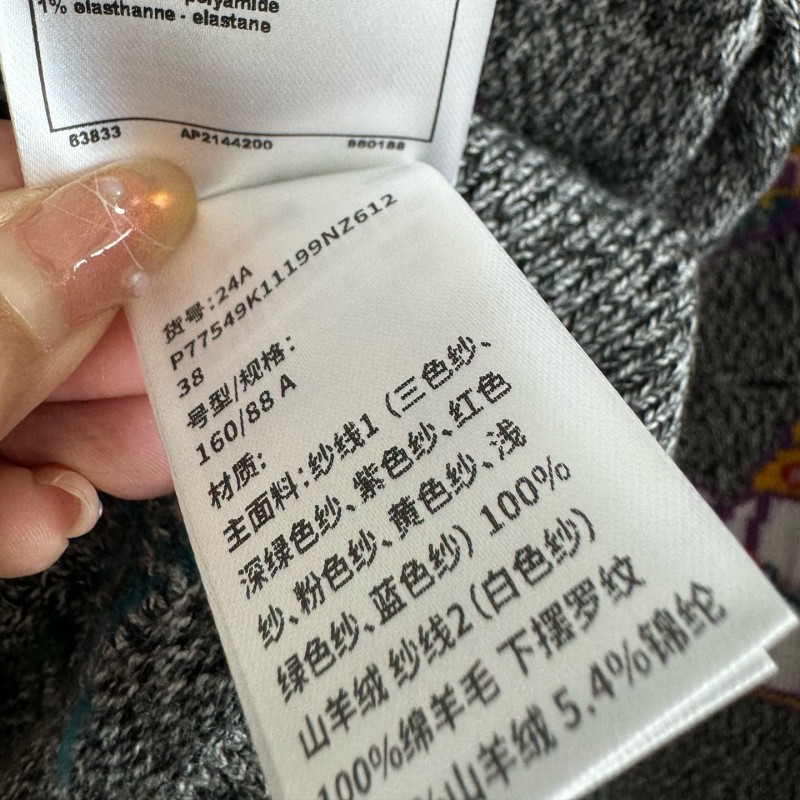 polyamide
1% elasthanne - elastane
63833 AP2144200 880188
货号:24A
P77549K11199NZ612
38
号型/规格:
160/88 A
材质:
主面料:纱线1 (三色纱、
深绿色纱、紫色纱、红色
纱、粉色纱、黄色纱、浅
绿色纱、蓝色纱) 100%
山羊绒 纱线2 (白色纱)
100%绵羊毛 下摆罗纹
%山羊绒 5.4%锦纶